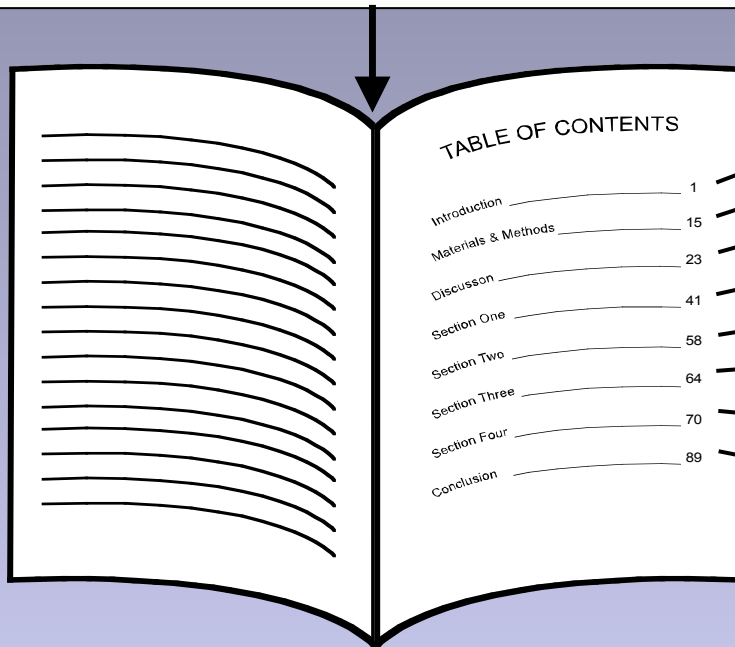 TABLE OF CONTENTS
Introduction 1
Materials & Methods 15
Discusson 23
Section One 41
Section Two 58
Section Three 64
Section Four 70
Conclusion 89